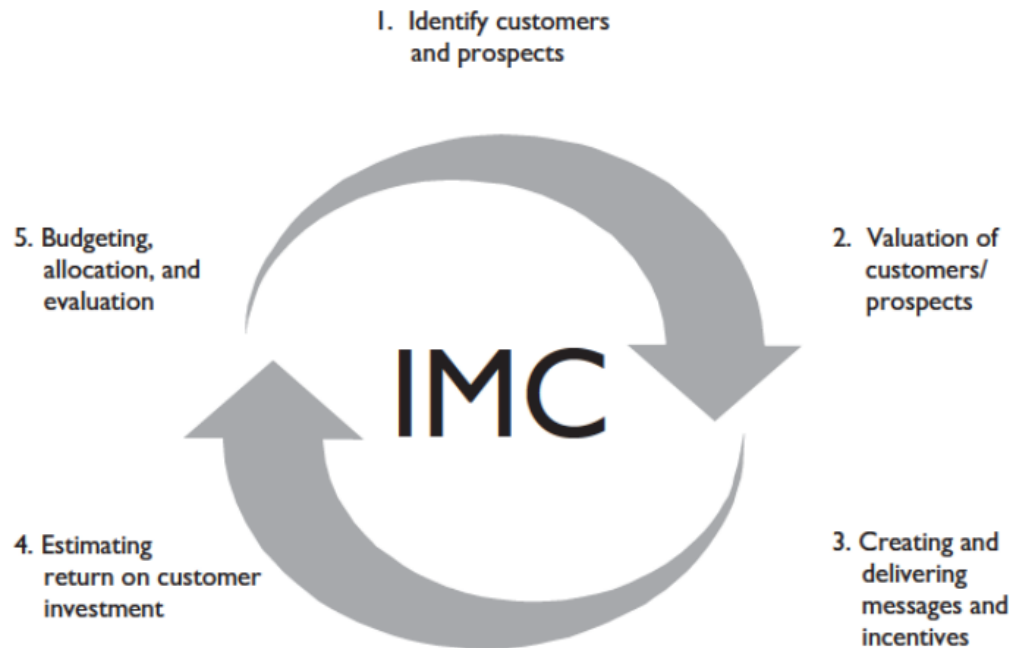 1. Identify customers
and prospects
5. Budgeting,
allocation, and
evaluation
2. Valuation of
customers/
prospects
IMC
4. Estimating
return on customer
investment
3. Creating and
delivering
messages and
incentives